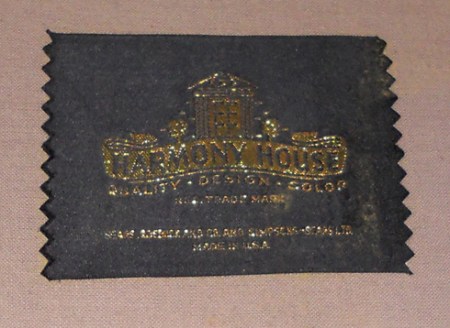 HARMONY HOUSE
QUALITY · DESIGN · COLOR
REG. TRADE MARK
SEARS, ROEBUCK AND CO. AND SIMPSONS-SEARS LTD.
MADE IN U.S.A.